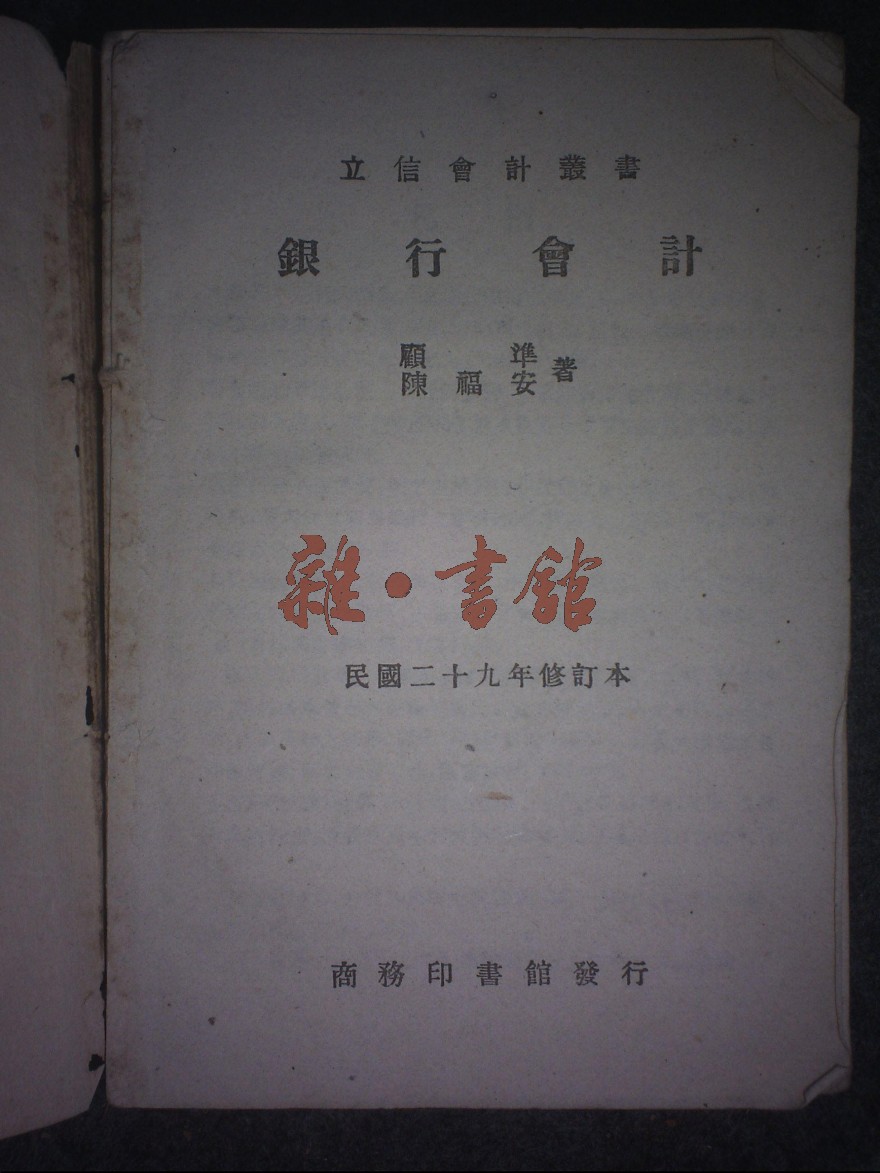 立信會計叢書
銀行會計
顧準
陳福安著
雜·書館
民國二十九年修訂本
商務印書館發行